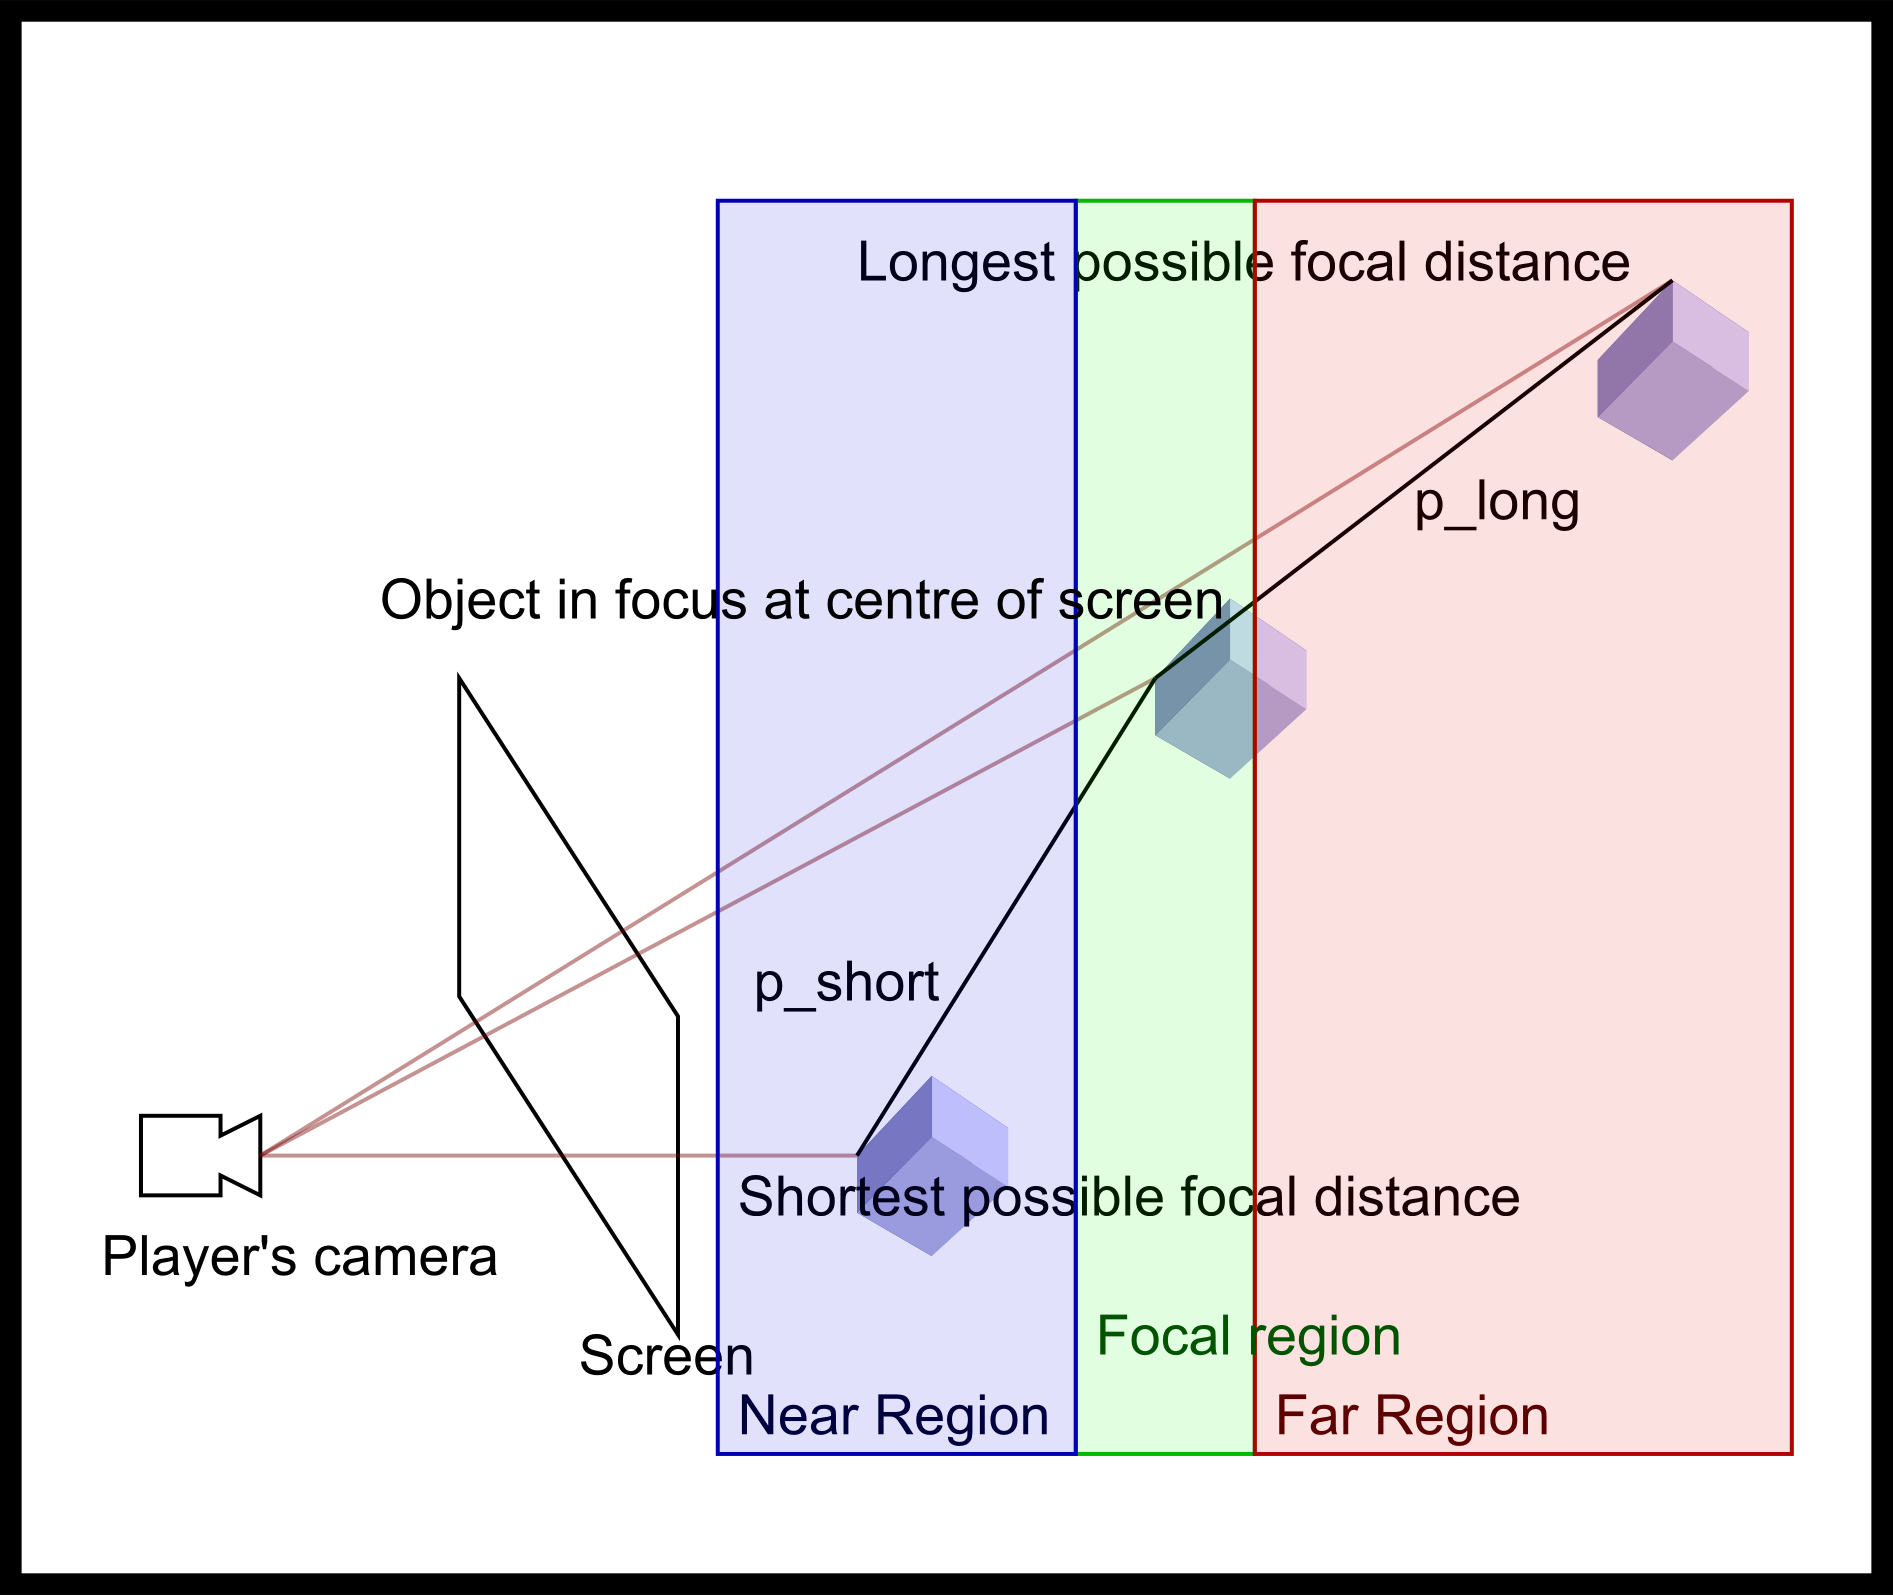 Longest possible focal distance
p_long
Object in focus at centre of screen
p_short
Shortest possible focal distance
Player's camera
Focal region
Screen
Near Region
Far Region